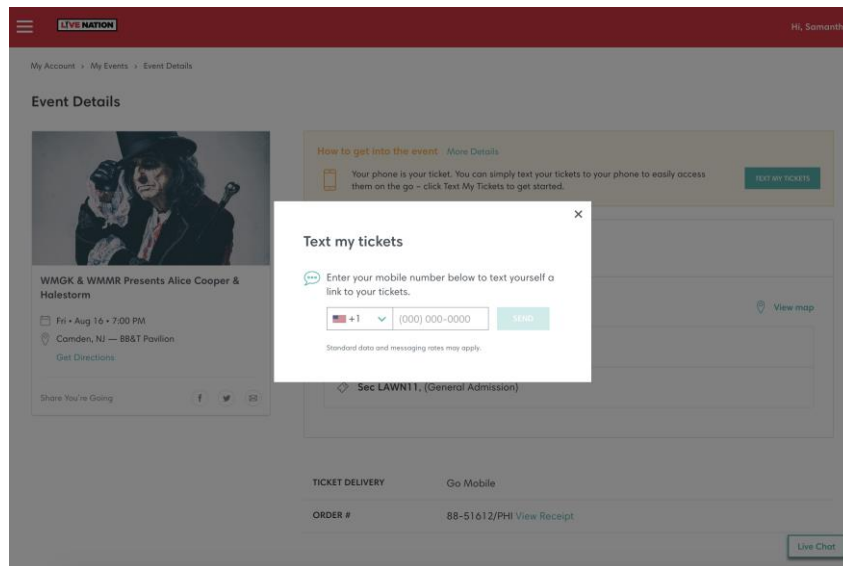 LIVE NATION
Hi, Samanth
My Account > My Events > Event Details
Event Details
WMGK & WMMR Presents Alice Cooper &
Halestorm
Fri • Aug 16 • 7:00 PM
Camden, NJ — BB&T Pavilion
Get Directions
Share You're Going
How to get into the event More Details
Your phone is your ticket. You can simply text your tickets to your phone to easily access
them on the go – click Text My Tickets to get started.
TEXT MY TICKETS
Text my tickets
Enter your mobile number below to text yourself a
link to your tickets.
+1 (000) 000-0000 SEND
Standard data and messaging rates may apply.
View map
Sec LAWN11, (General Admission)
TICKET DELIVERY Go Mobile
ORDER # 88-51612/PHI View Receipt
Live Chat